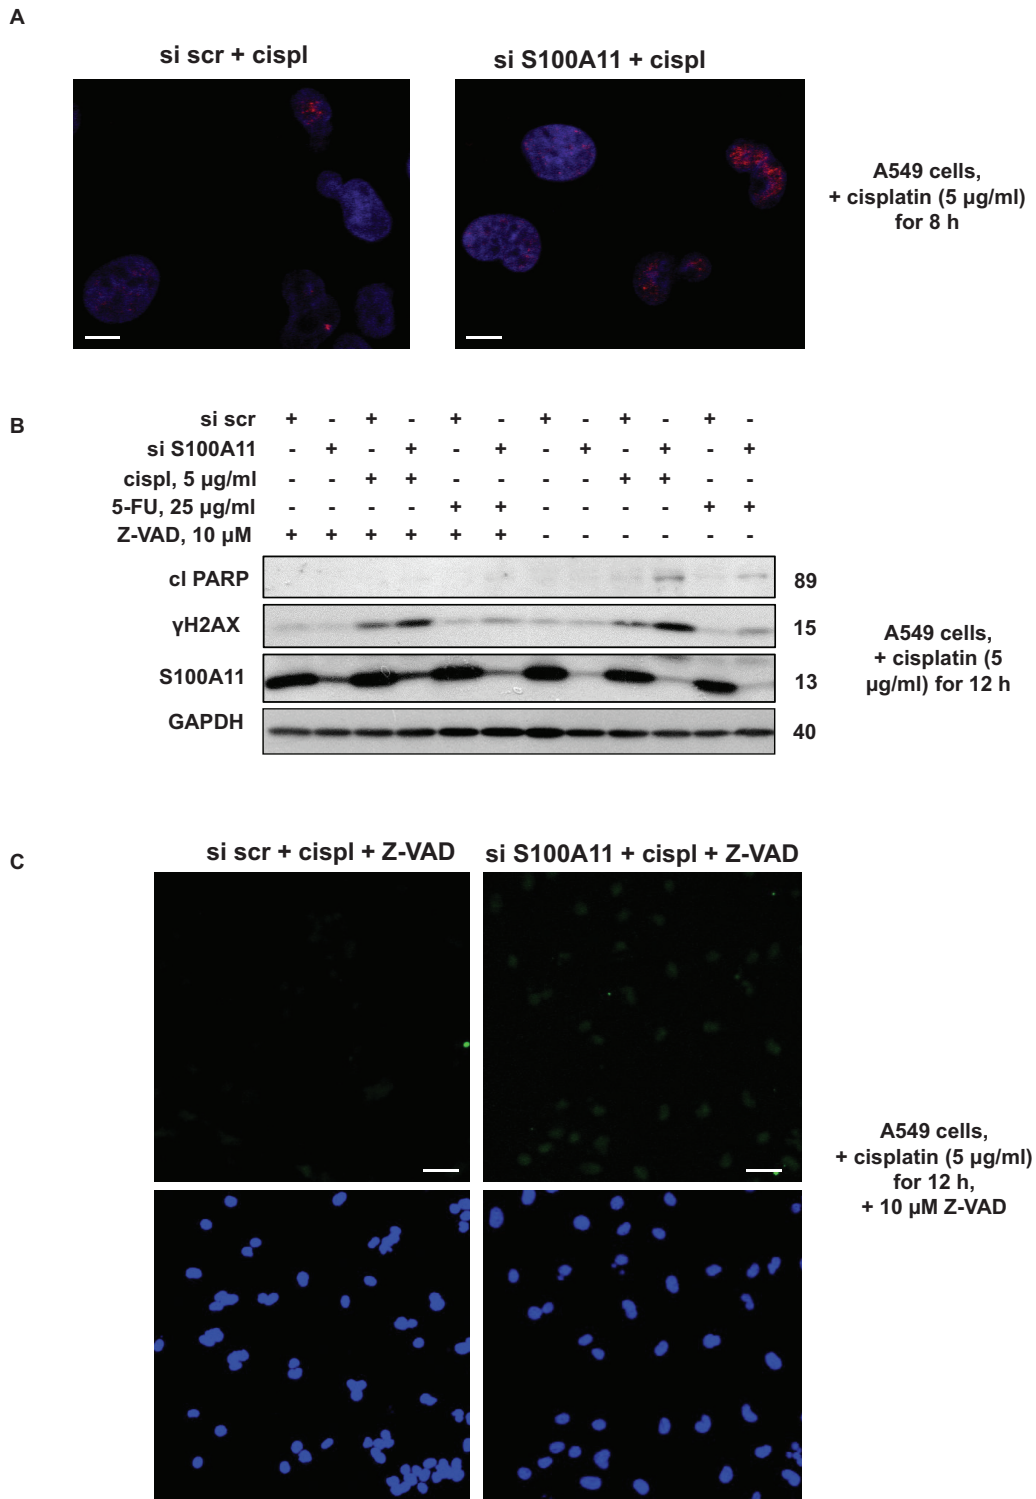 A
si scr + cispl
si S100A11 + cispl
A549 cells,
+ cisplatin (5 µg/ml)
for 8 h
B
si scr + - + - + - + - + - + -
si S100A11 - + - + - + - + - + - +
cispl, 5 µg/ml - - + + - - - - + + - -
5-FU, 25 µg/ml - - - - + + - - - - + +
Z-VAD, 10 µM + + + + + + - - - - - -
cl PARP 89
γH2AX 15
S100A11 13
GAPDH 40
A549 cells,
+ cisplatin (5
µg/ml) for 12 h
C
si scr + cispl + Z-VAD
si S100A11 + cispl + Z-VAD
A549 cells,
+ cisplatin (5 µg/ml)
for 12 h,
+ 10 µM Z-VAD